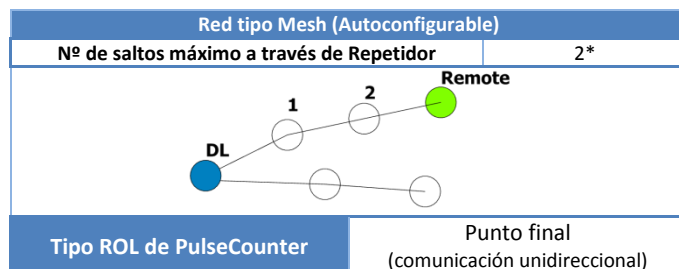 Red tipo Mesh (Autoconfigurable)
Nº de saltos máximo a través de Repetidor 2*
Remote
1 2
DL
Tipo ROL de PulseCounter
Punto final
(comunicación unidireccional)